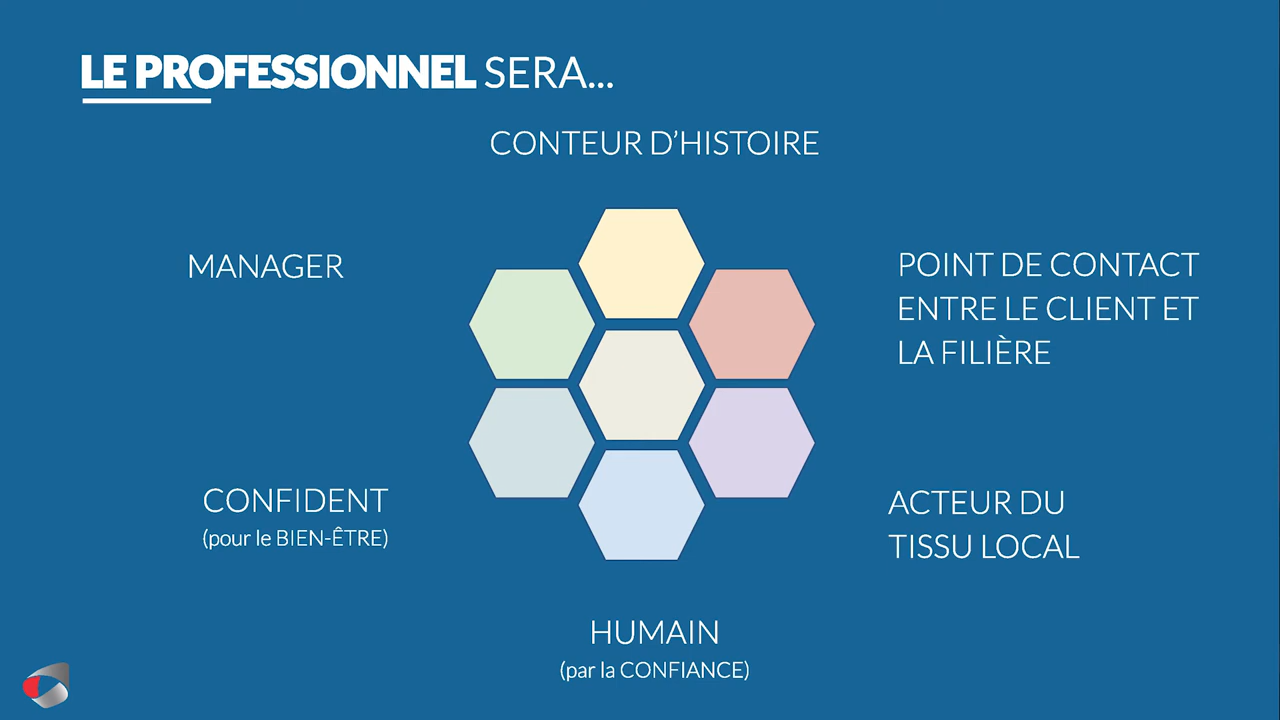 LE PROFESSIONNEL SERA...
CONTEUR D'HISTOIRE
MANAGER
POINT DE CONTACT
ENTRE LE CLIENT ET
LA FILIÈRE
CONFIDENT
(pour le BIEN-ÊTRE)
ACTEUR DU
TISSU LOCAL
HUMAIN
(par la CONFIANCE)